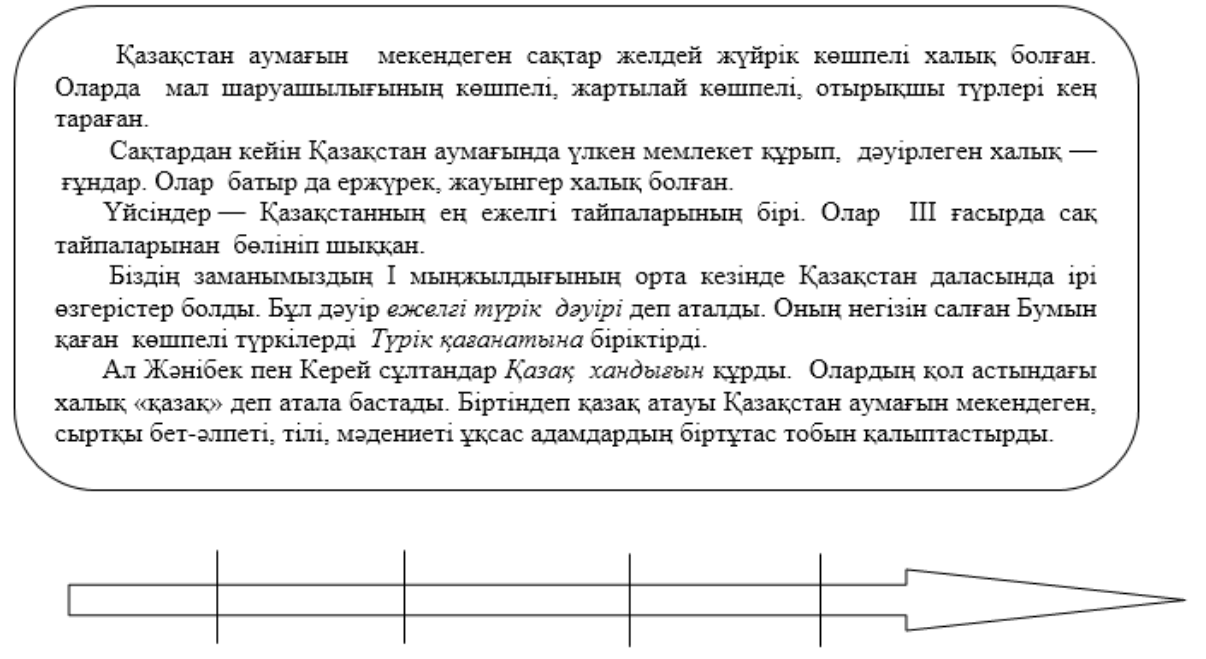 Қазақстан аумағын мекендеген сақтар желдей жүйрік көшпелі халық болған.
Оларда мал шаруашылығының көшпелі, жартылай көшпелі, отырықшы түрлері кең
тараған.
Сақтардан кейін Қазақстан аумағында үлкен мемлекет құрып, дәуірлеген халық —
ғұндар. Олар батыр да ержүрек, жауынгер халық болған.
Үйсіндер — Қазақстанның ең ежелгі тайпаларының бірі. Олар III ғасырда сақ
тайпаларынан бөлініп шыққан.
Біздің заманымыздың I мыңжылдығының орта кезінде Қазақстан даласында ірі
өзгерістер болды. Бұл дәуір ежелгі түрік дәуірі деп аталды. Оның негізін салған Бумын
қаған көшпелі түркілерді Түрік қағанатына біріктірді.
Ал Жәнібек пен Керей сұлтандар Қазақ хандығын құрды. Олардың қол астындағы
халық «қазақ» деп атала бастады. Біртіндеп қазақ атауы Қазақстан аумағын мекендеген,
сыртқы бет-әлпеті, тілі, мәдениеті ұқсас адамдардың біртұтас тобын қалыптастырды.